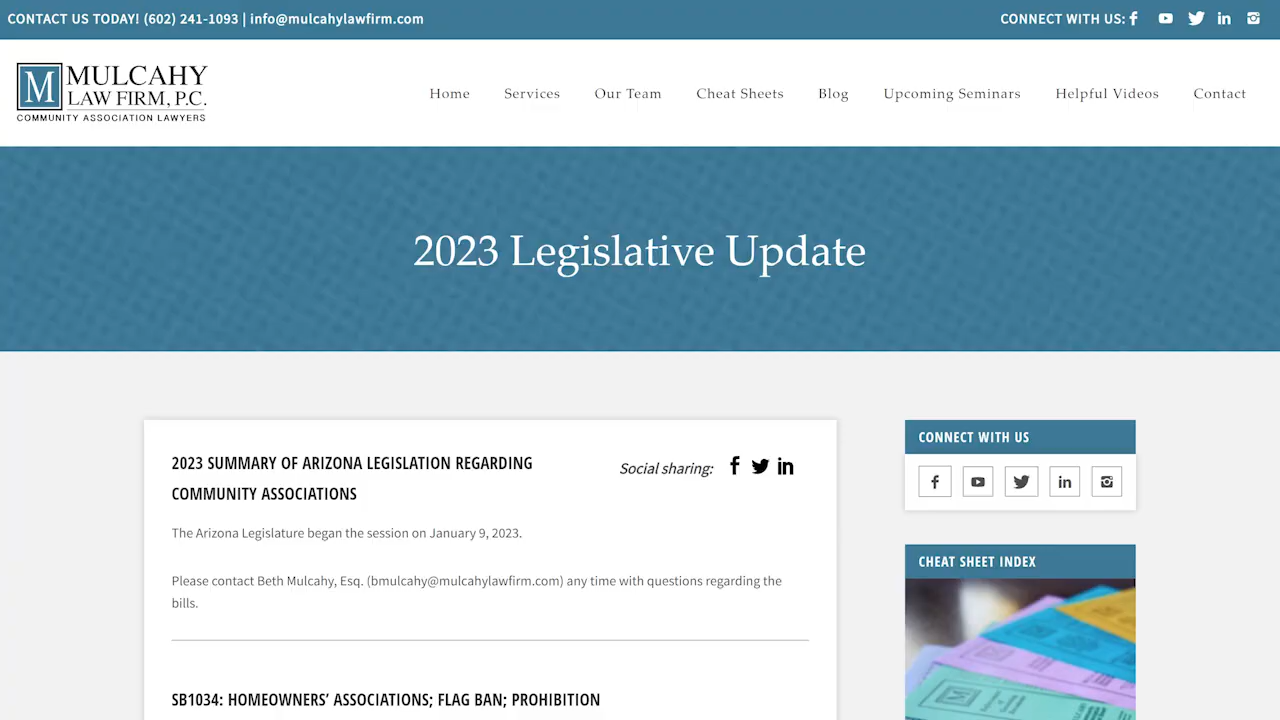 CONTACT US TODAY! (602) 241-1093 | info@mulcahylawfirm.com
CONNECT WITH US:
M MULCAHY
LAW FIRM, P.C.
COMMUNITY ASSOCIATION LAWYERS
Home Services Our Team Cheat Sheets Blog Upcoming Seminars Helpful Videos Contact
2023 Legislative Update
2023 SUMMARY OF ARIZONA LEGISLATION REGARDING
COMMUNITY ASSOCIATIONS
Social sharing:
The Arizona Legislature began the session on January 9, 2023.
Please contact Beth Mulcahy, Esq. (bmulcahy@mulcahylawfirm.com) any time with questions regarding the
bills.
SB1034: HOMEOWNERS’ ASSOCIATIONS; FLAG BAN; PROHIBITION
CONNECT WITH US
CHEAT SHEET INDEX